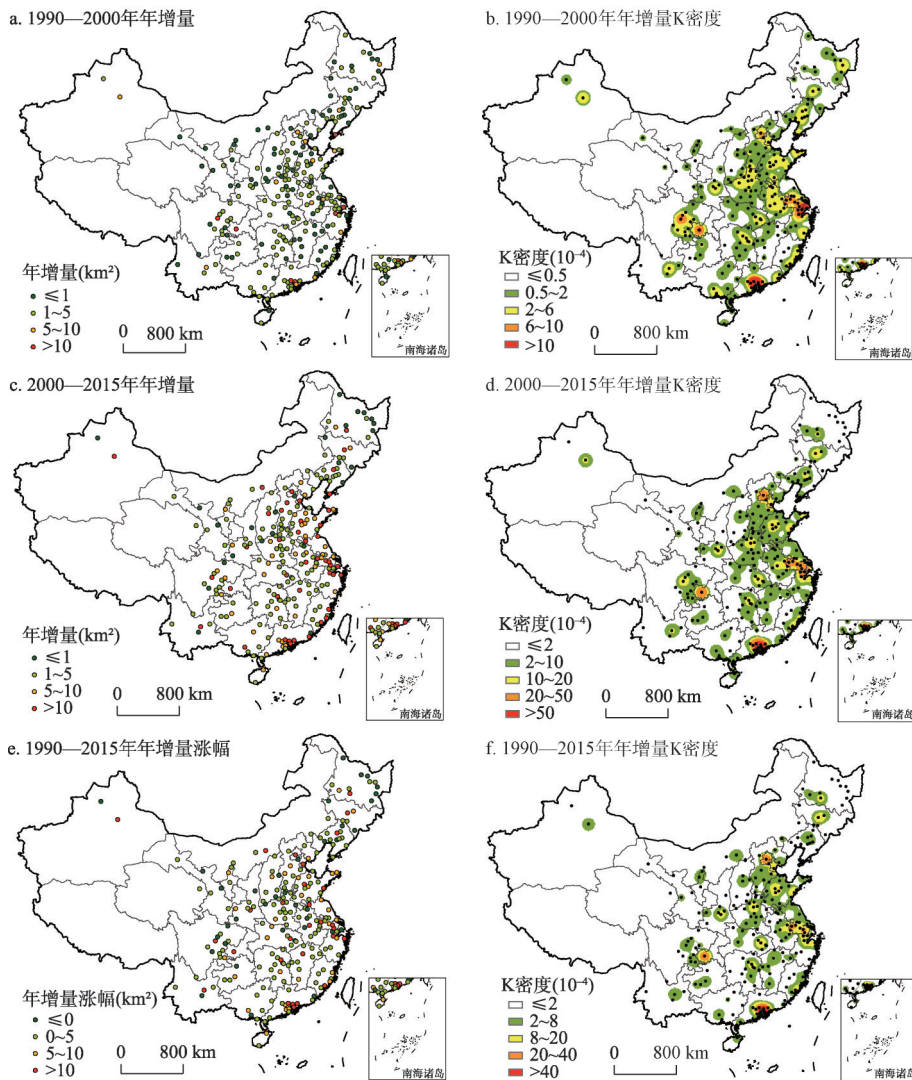 a. 1990—2000年年增量
年增量(km²)
≤1
1~5
5~10
>10
0 800 km
南海诸岛
b. 1990—2000年年增量K密度
K密度(10⁻⁴)
≤0.5
0.5~2
2~6
6~10
>10
0 800 km
南海诸岛
c. 2000—2015年年增量
年增量(km²)
≤1
1~5
5~10
>10
0 800 km
南海诸岛
d. 2000—2015年年增量K密度
K密度(10⁻⁴)
≤2
2~10
10~20
20~50
>50
0 800 km
南海诸岛
e. 1990—2015年年增量涨幅
年增量涨幅(km²)
≤0
0~5
5~10
>10
0 800 km
南海诸岛
f. 1990—2015年年增量K密度
K密度(10⁻⁴)
≤2
2~8
8~20
20~40
>40
0 800 km
南海诸岛